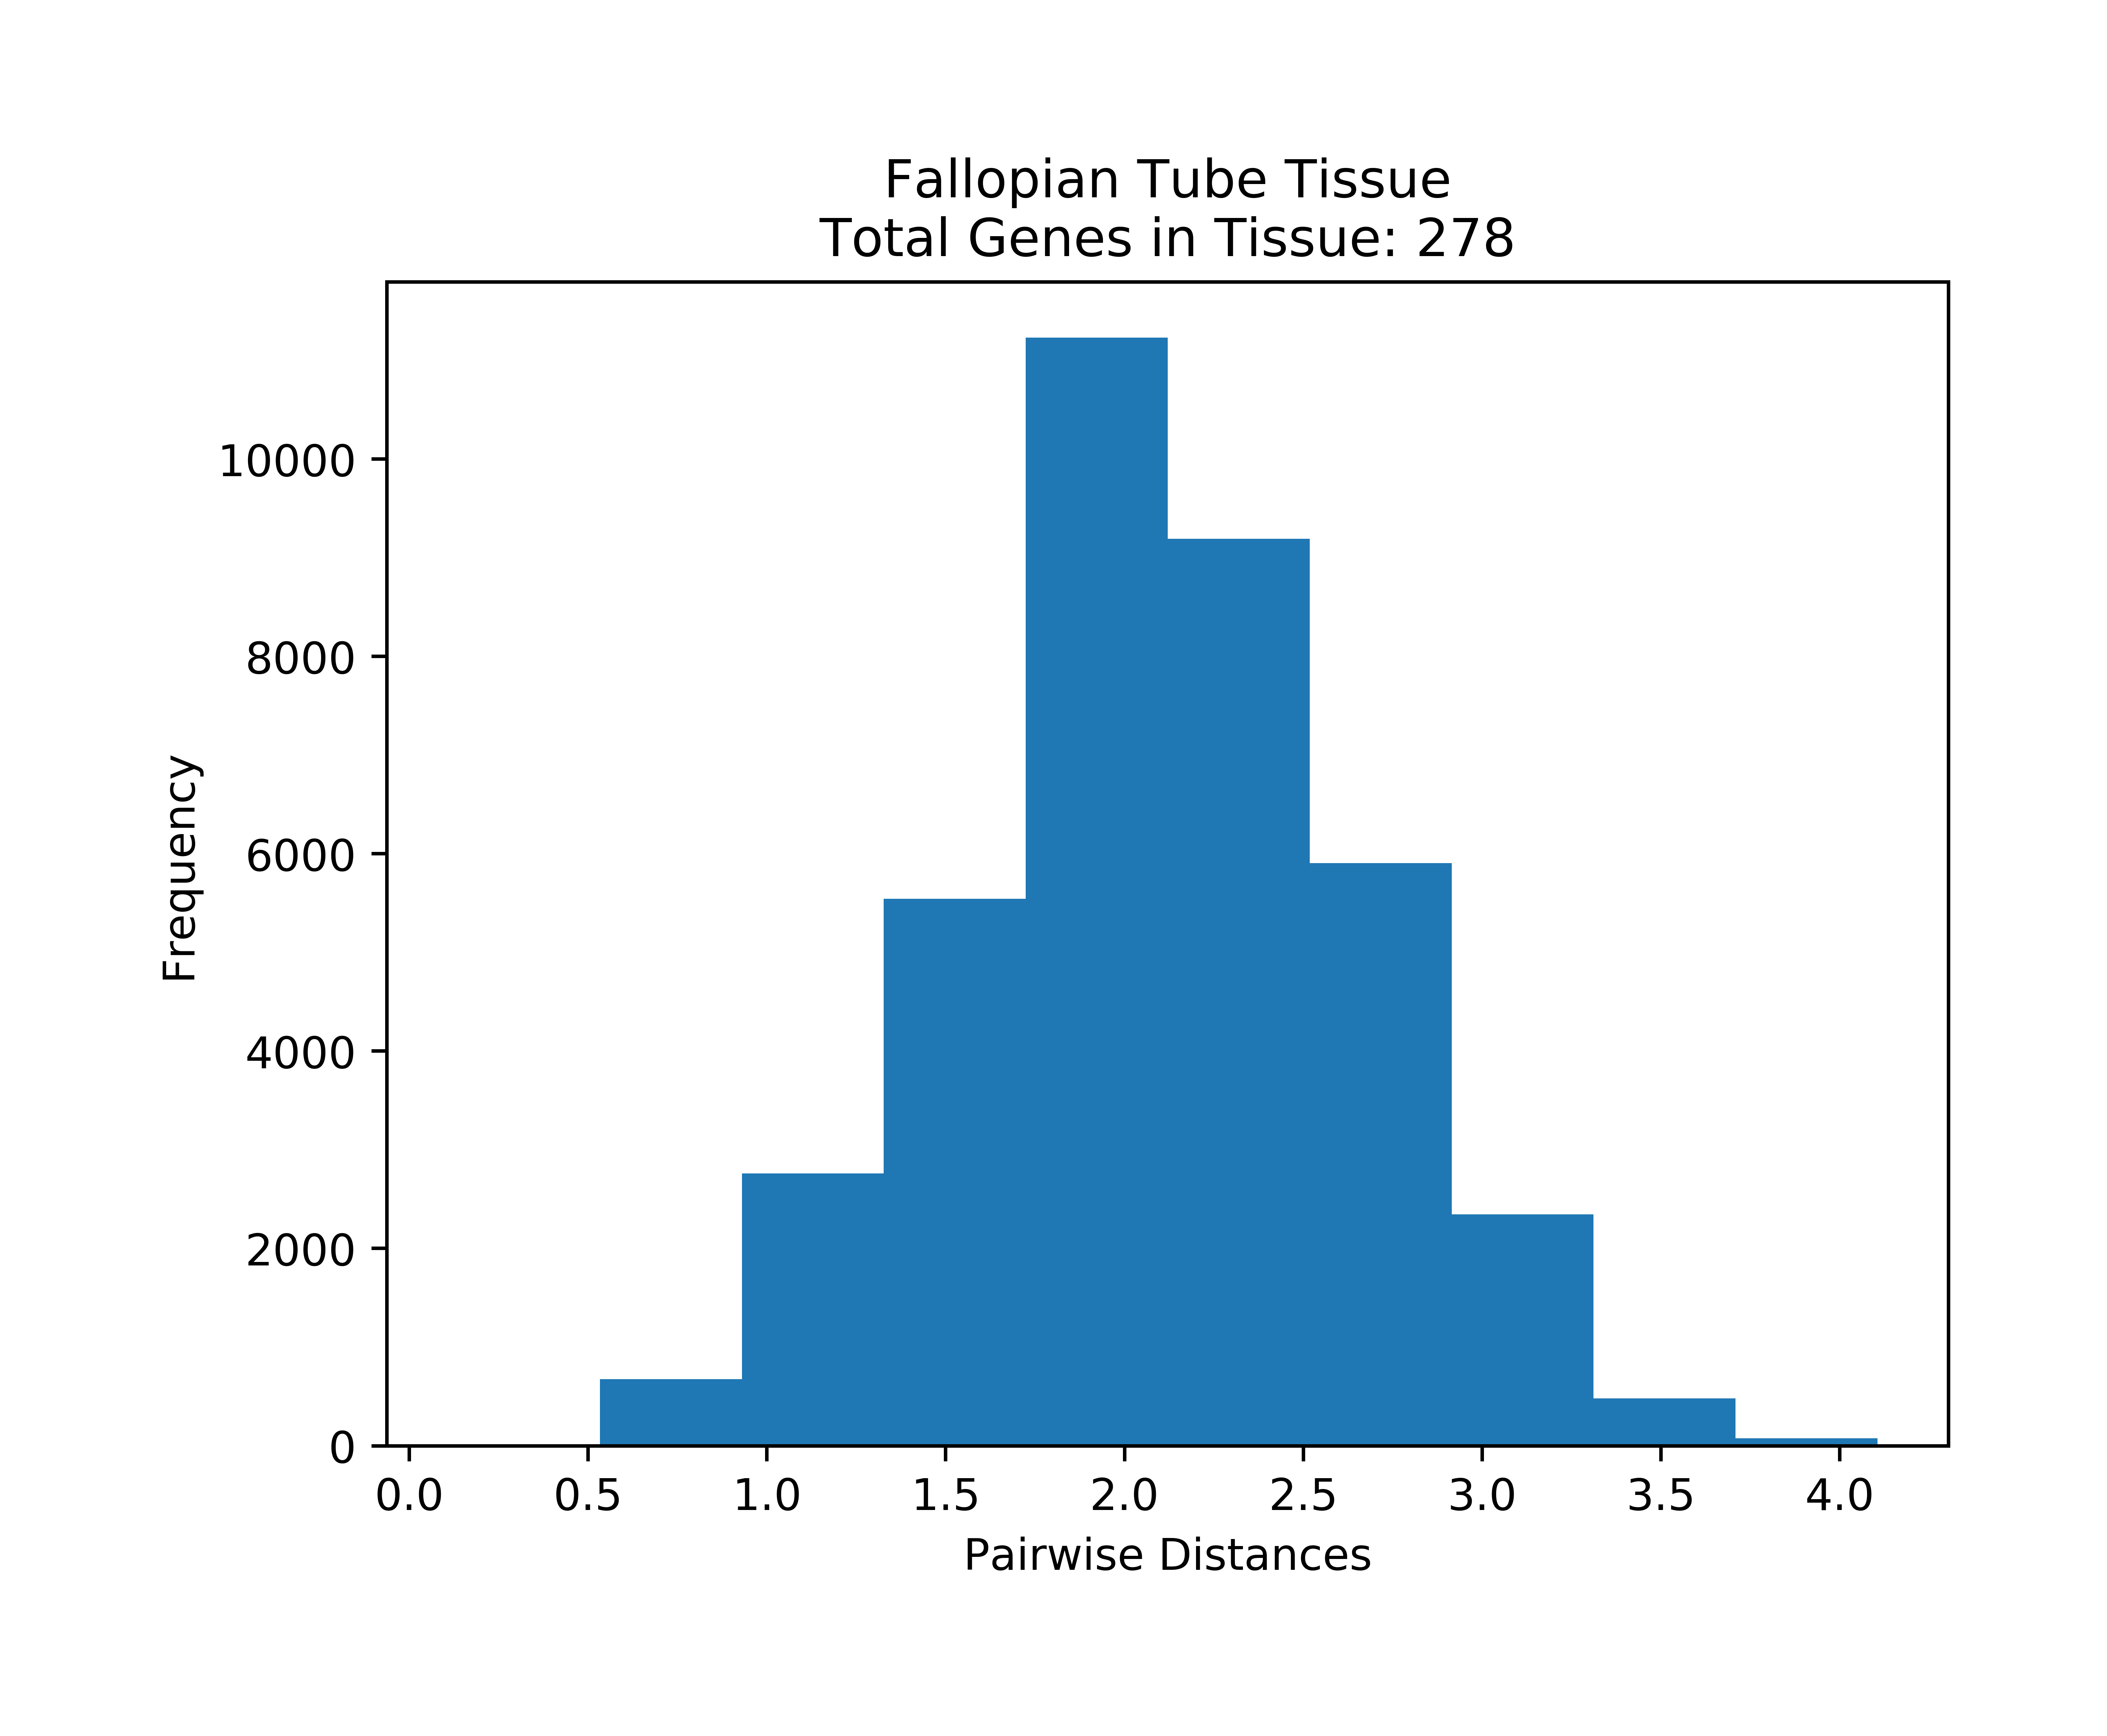 Fallopian Tube Tissue
Total Genes in Tissue: 278
Frequency
10000
8000
6000
4000
2000
0
0.0 0.5 1.0 1.5 2.0 2.5 3.0 3.5 4.0
Pairwise Distances